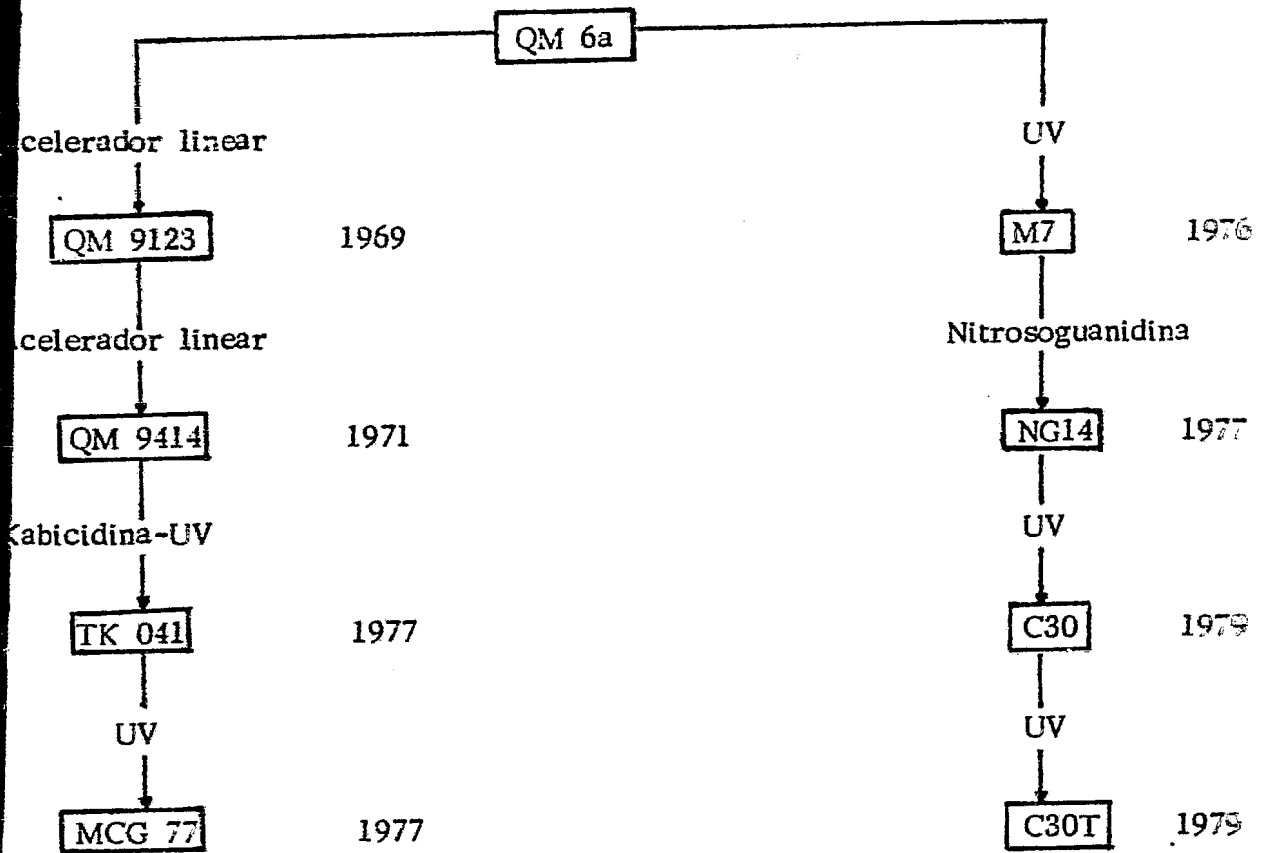 QM 6a
celerador linear
UV
QM 9123 1969
M7 1976
celerador linear
Nitrosoguanidina
QM 9414 1971
NG14 1977
Kabicidina-UV
UV
TK 041 1977
C30 1979
UV
UV
MCG 77 1977
C30T 1979